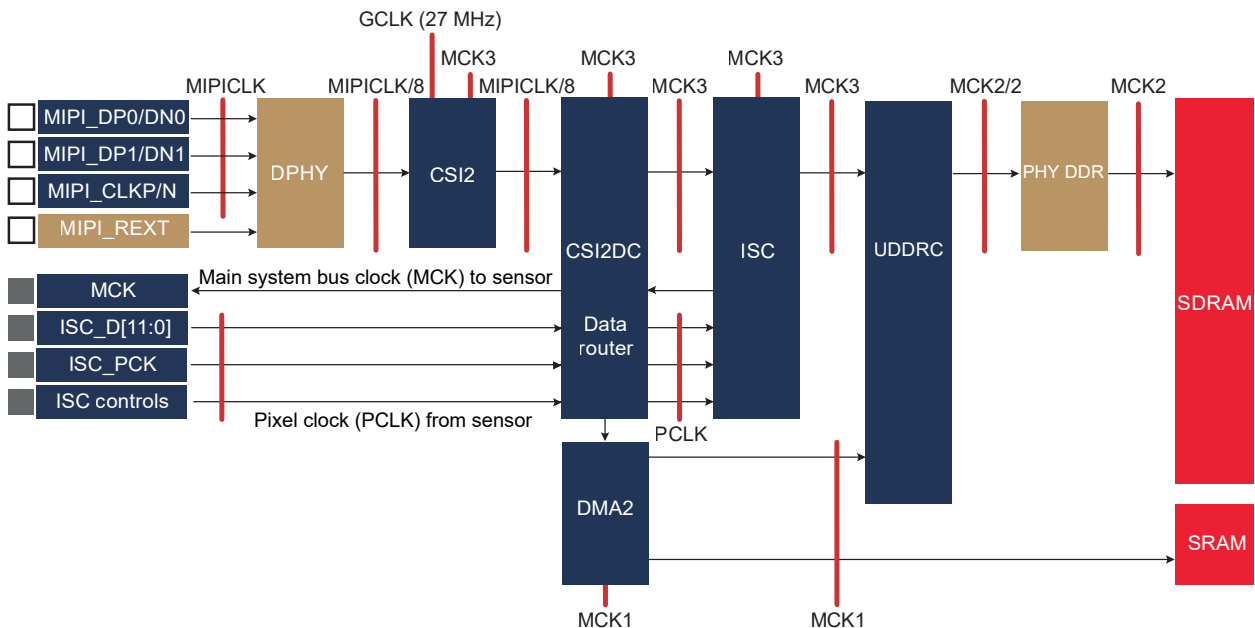 GCLK (27 MHz)
MCK3
MCK3
MCK3
MIPICLK
MIPICLK/8
MIPICLK/8
MCK3
MCK3
MCK2/2
MCK2
MIPI_DP0/DN0
MIPI_DP1/DN1
MIPI_CLKP/N
MIPI_REXT
DPHY
CSI2
CSI2DC
Data
router
ISC
UDDRC
PHY DDR
SDRAM
Main system bus clock (MCK) to sensor
MCK
ISC_D[11:0]
ISC_PCK
ISC controls
Pixel clock (PCLK) from sensor
PCLK
DMA2
SRAM
MCK1
MCK1